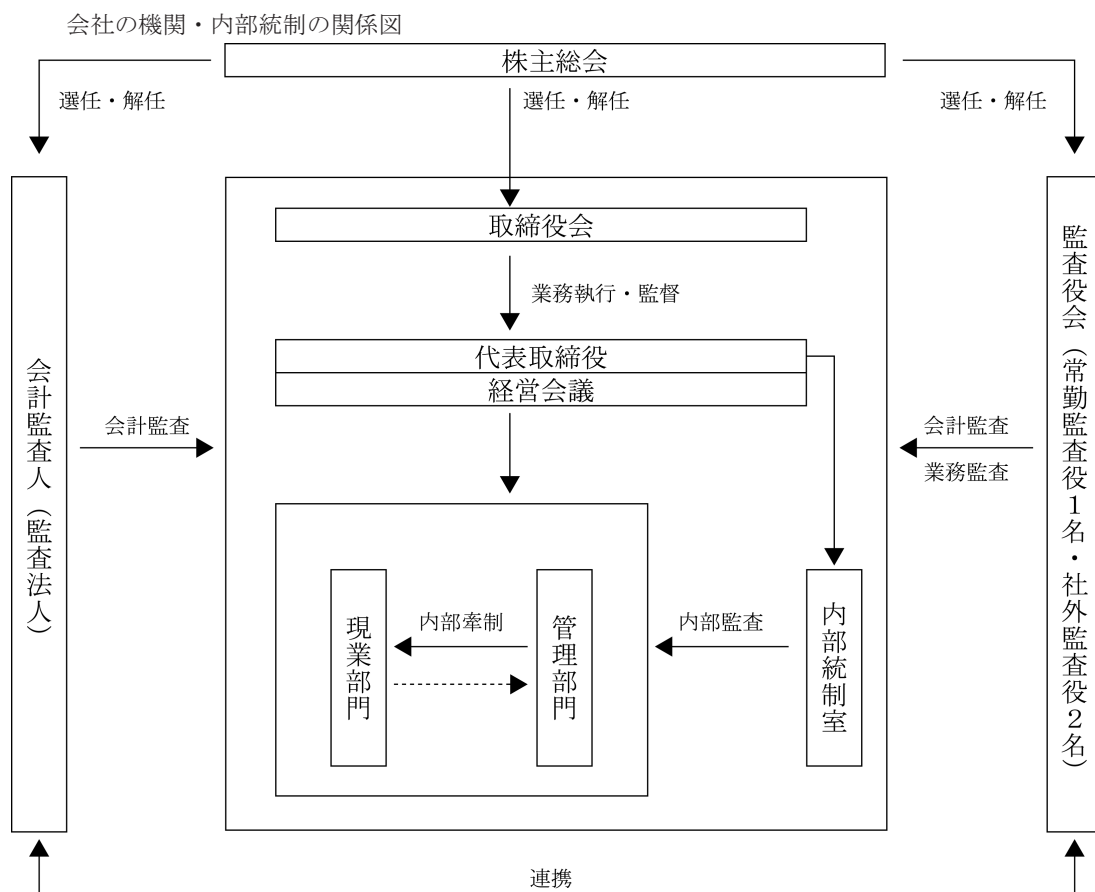 会社の機関・内部統制の関係図
株主総会
選任・解任
選任・解任
選任・解任
取締役会
業務執行・監督
代表取締役
経営会議
会計監査人（監査法人）
会計監査
監査役会（常勤監査役1名・社外監査役2名）
会計監査
業務監査
現業部門
内部牽制
管理部門
内部監査
内部統制室
連携